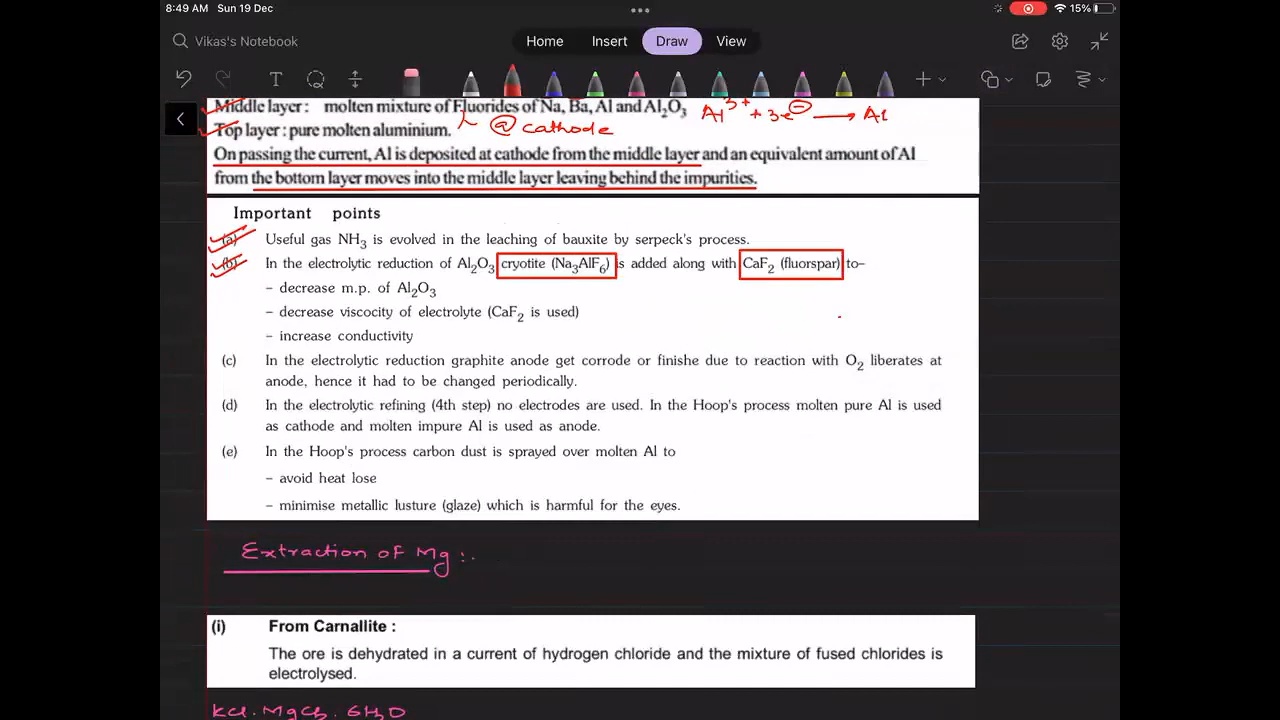 8:49 AM Sun 19 Dec
15%
Vikas's Notebook
Home Insert Draw View
Middle layer : molten mixture of Fluorides of Na, Ba, Al and Al2O3 Al3+ + 3e⊖ → Al
Top layer : pure molten aluminium. @ cathode
On passing the current, Al is deposited at cathode from the middle layer and an equivalent amount of Al
from the bottom layer moves into the middle layer leaving behind the impurities.
Important points
(a) Useful gas NH3 is evolved in the leaching of bauxite by serpeck's process.
(b) In the electrolytic reduction of Al2O3 cryotite (Na3AlF6) is added along with CaF2 (fluorspar) to–
– decrease m.p. of Al2O3
– decrease viscosity of electrolyte (CaF2 is used)
– increase conductivity
(c) In the electrolytic reduction graphite anode get corrode or finishe due to reaction with O2 liberates at
anode, hence it had to be changed periodically.
(d) In the electrolytic refining (4th step) no electrodes are used. In the Hoop's process molten pure Al is used
as cathode and molten impure Al is used as anode.
(e) In the Hoop's process carbon dust is sprayed over molten Al to
– avoid heat lose
– minimise metallic lusture (glaze) which is harmful for the eyes.
Extraction of Mg :-
(i) From Carnallite :
The ore is dehydrated in a current of hydrogen chloride and the mixture of fused chlorides is
electrolysed.
KCl. MgCl2. 6H2O